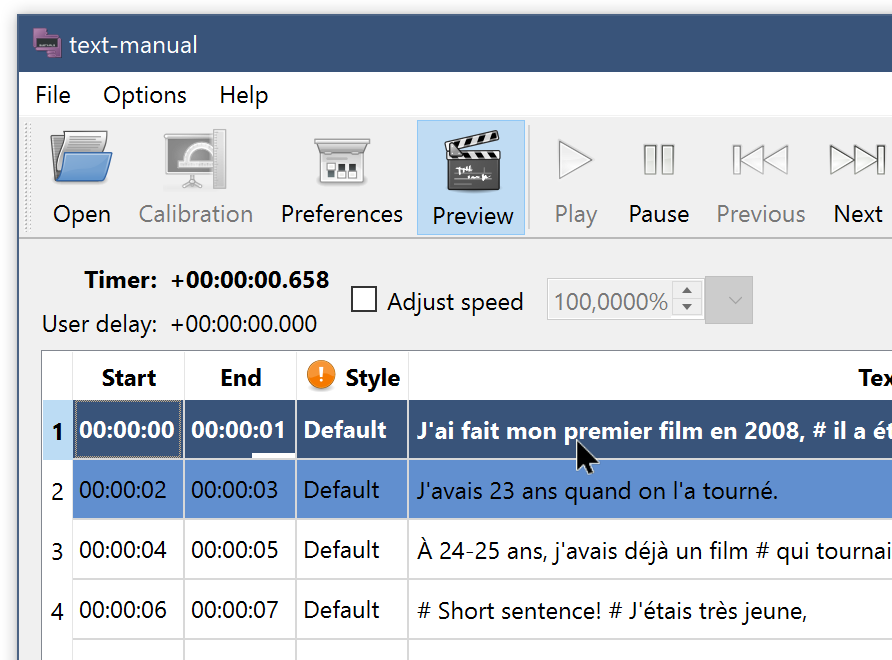 text-manual
File Options Help
Open Calibration Preferences Preview Play Pause Previous Next
Timer: +00:00:00.658
User delay: +00:00:00.000
Adjust speed 100,0000%
Start End Style
1 00:00:00 00:00:01 Default J'ai fait mon premier film en 2008, # il a
2 00:00:02 00:00:03 Default J'avais 23 ans quand on l'a tourné.
3 00:00:04 00:00:05 Default À 24-25 ans, j'avais déjà un film # qui
4 00:00:06 00:00:07 Default # Short sentence! # J'étais très jeune,